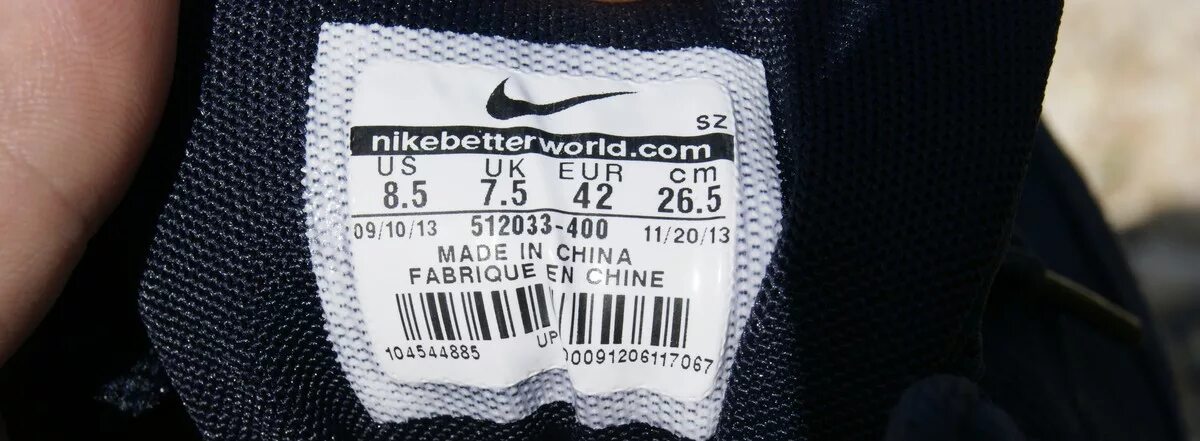 SZ
nikebetterworld.com
US UK EUR cm
8.5 7.5 42 26.5
09/10/13 512033-400 11/20/13
MADE IN CHINA
FABRIQUE EN CHINE
104544885 UP 00091206117067